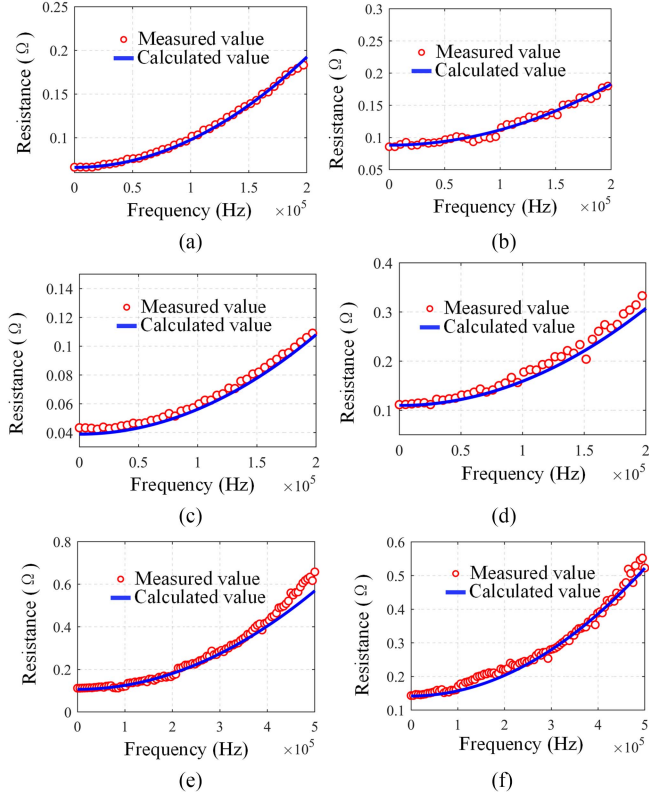 0.25
0.2
0.15
0.1
Resistance ( Ω )
Measured value
Calculated value
0 0.5 1 1.5 2
Frequency (Hz) ×10⁵
(a)
0.3
0.25
0.2
0.15
0.1
0.05
Resistance ( Ω )
Measured value
Calculated value
0 0.5 1 1.5 2
Frequency (Hz) ×10⁵
(b)
0.14
0.12
0.1
0.08
0.06
0.04
Resistance ( Ω )
Measured value
Calculated value
0 0.5 1 1.5 2
Frequency (Hz) ×10⁵
(c)
0.4
0.3
0.2
0.1
Resistance ( Ω )
Measured value
Calculated value
0 0.5 1 1.5 2
Frequency (Hz) ×10⁵
(d)
0.8
0.6
0.4
0.2
0
Resistance ( Ω )
Measured value
Calculated value
0 1 2 3 4 5
Frequency (Hz) ×10⁵
(e)
0.6
0.5
0.4
0.3
0.2
0.1
Resistance ( Ω )
Measured value
Calculated value
0 1 2 3 4 5
Frequency (Hz) ×10⁵
(f)